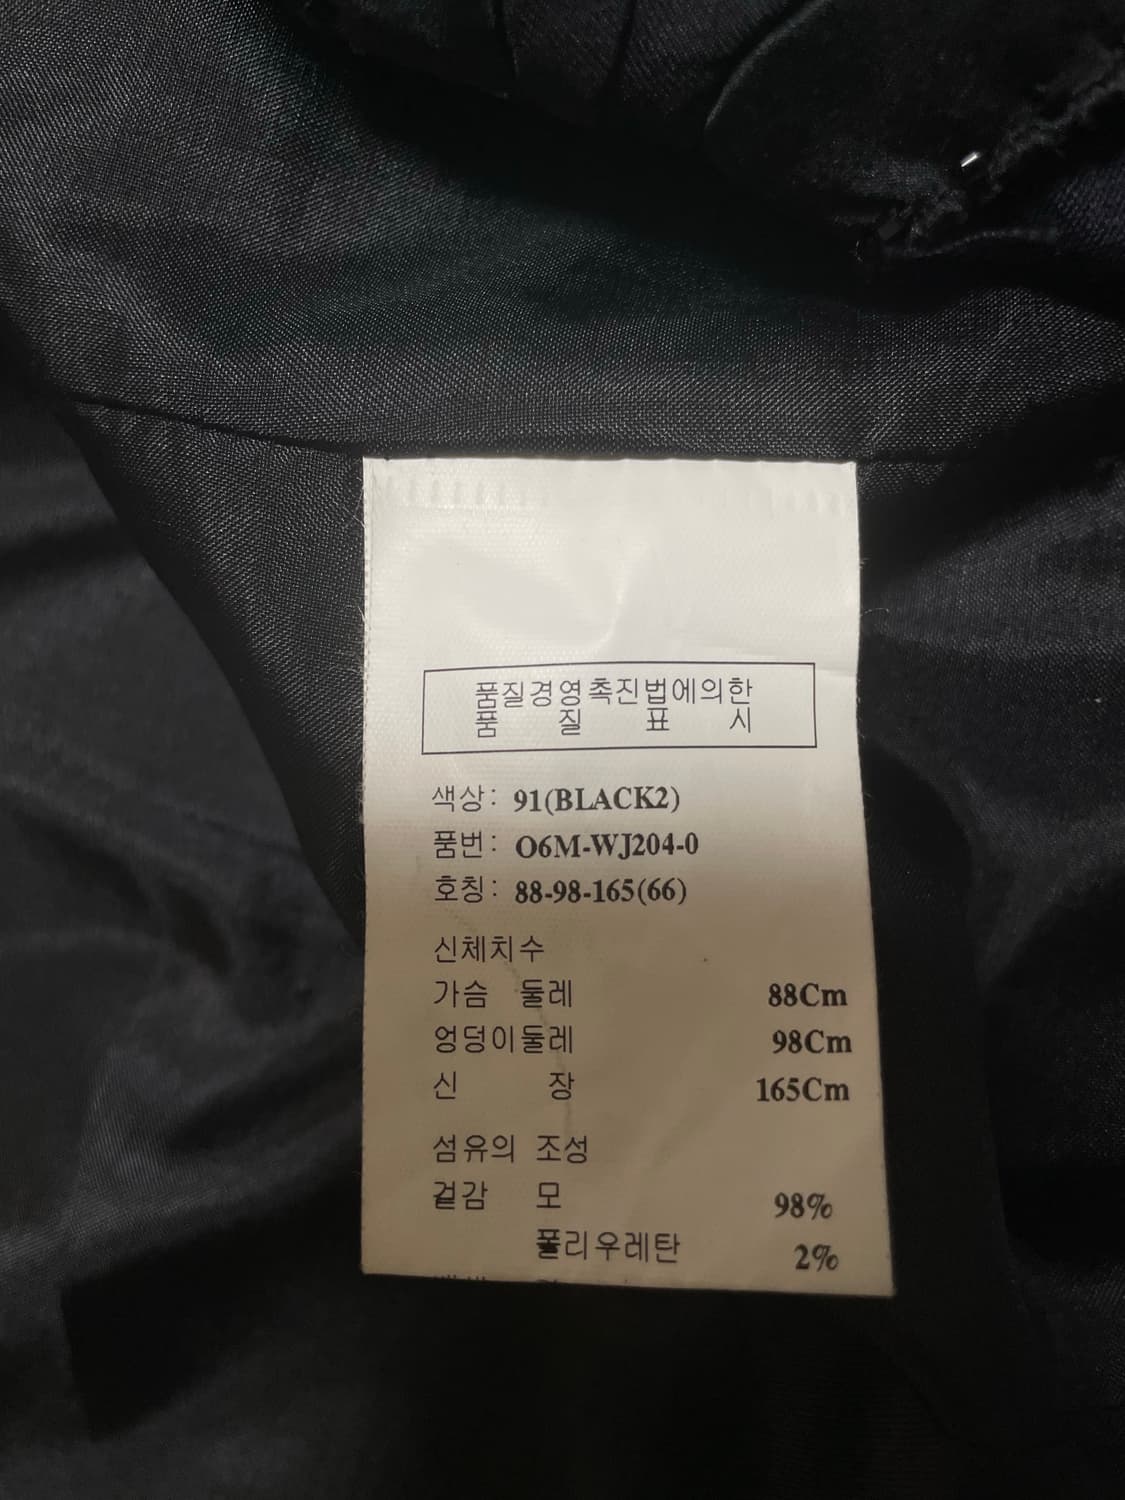 품질경영촉진법에의한
품 질 표 시
색상: 91(BLACK2)
품번: O6M-WJ204-0
호칭: 88-98-165(66)
신체치수
가슴 둘레 88Cm
엉덩이둘레 98Cm
신 장 165Cm
섬유의 조성
겉감 모 98%
폴리우레탄 2%